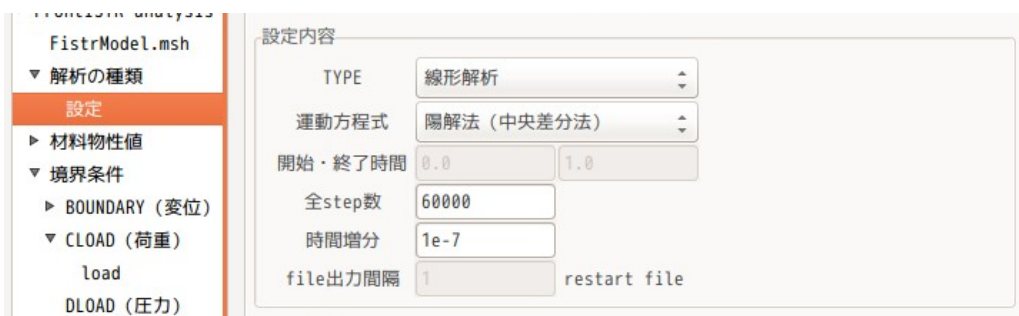 FistrModel.msh
▼ 解析の種類
設定
▶ 材料物性値
▼ 境界条件
▶ BOUNDARY (変位)
▼ CLOAD (荷重)
load
DLOAD (圧力)
設定内容
TYPE 線形解析
運動方程式 陽解法 (中央差分法)
開始・終了時間 0.0 1.0
全step数 60000
時間増分 1e-7
file出力間隔 1 restart file